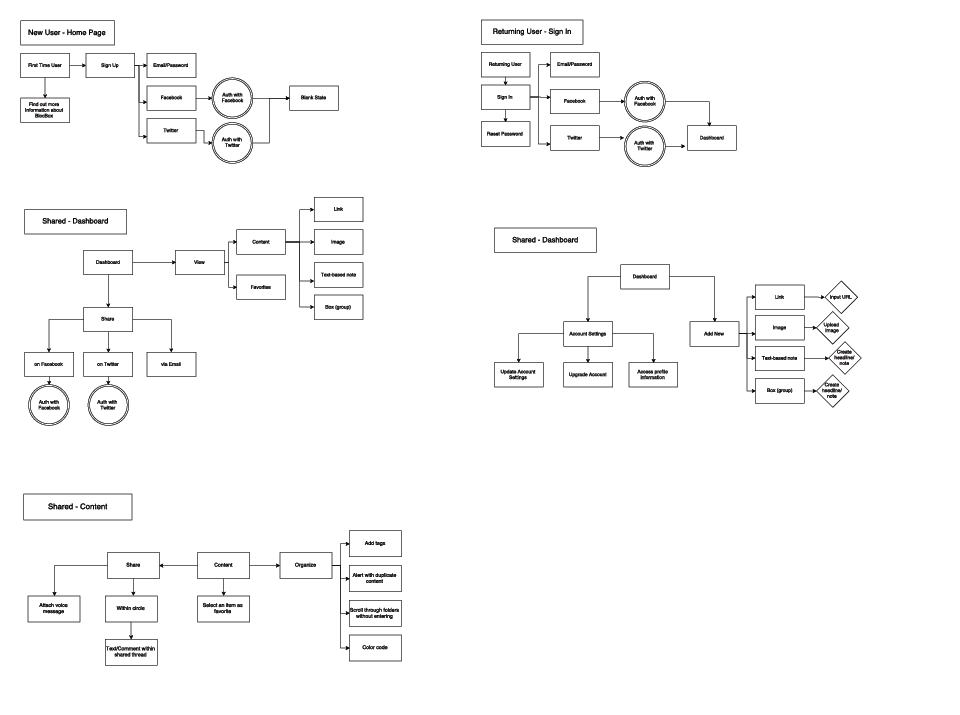 New User - Home Page
First Time User
Sign Up
Email/Password
Find out more
information about
BlocBox
Facebook
Auth with
Facebook
Blank State
Twitter
Auth with
Twitter
Returning User - Sign In
Returning User
Email/Password
Sign In
Facebook
Auth with
Facebook
Reset Password
Twitter
Auth with
Twitter
Dashboard
Shared - Dashboard
Dashboard
View
Content
Favorites
Link
Image
Text-based note
Box (group)
Share
on Facebook
on Twitter
via Email
Auth with
Facebook
Auth with
Twitter
Shared - Dashboard
Dashboard
Account Settings
Add New
Update Account
Settings
Upgrade Account
Access profile
information
Link
Input URL
Image
Upload
image
Text-based note
Create
headline/
note
Box (group)
Create
headline/
note
Shared - Content
Share
Content
Organize
Attach voice
message
Within circle
Select an item as
favorite
Text/Comment within
shared thread
Add tags
Alert with duplicate
content
Scroll through folders
without entering
Color code